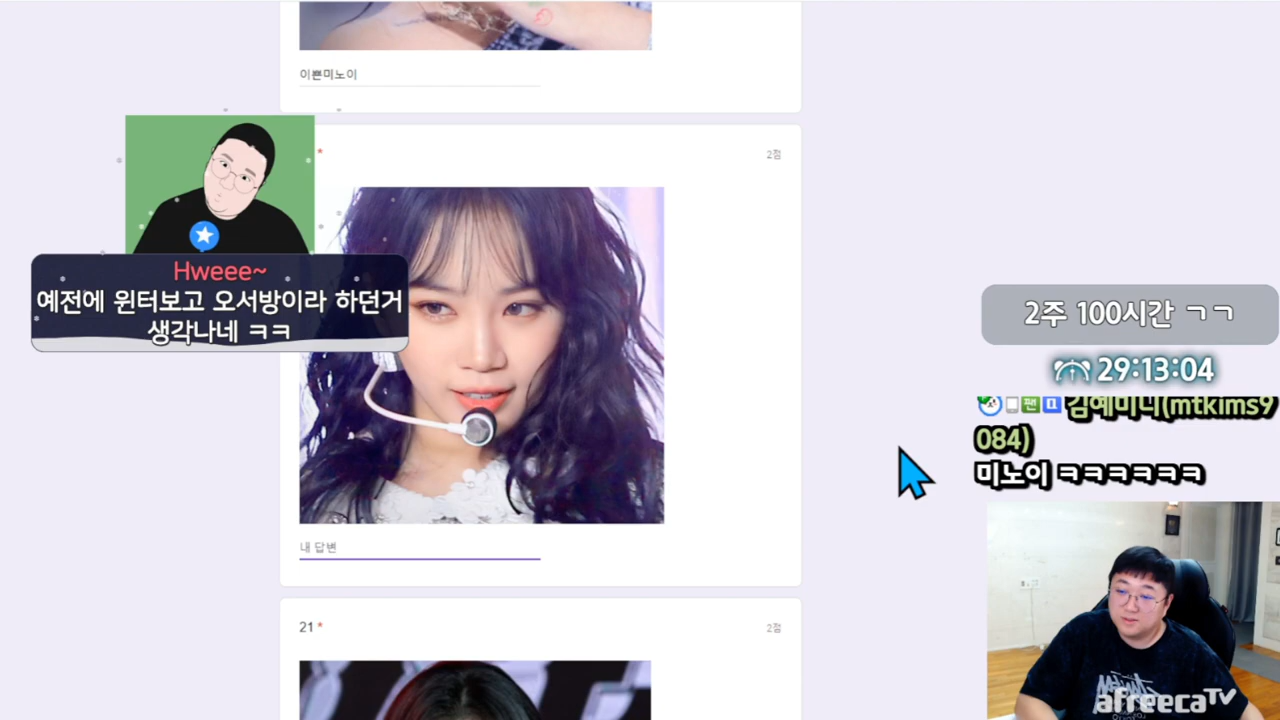 이쁜미노이
*
2점
Hweee~
예전에 윈터보고 오서방이라 하던거
생각나네 ㅋㅋ
내 답변
21 *
2점
2주 100시간 ㄱㄱ
29:13:04
팬
김예미니(mtkims9
084)
미노이 ㅋㅋㅋㅋㅋㅋ
afreecaTV